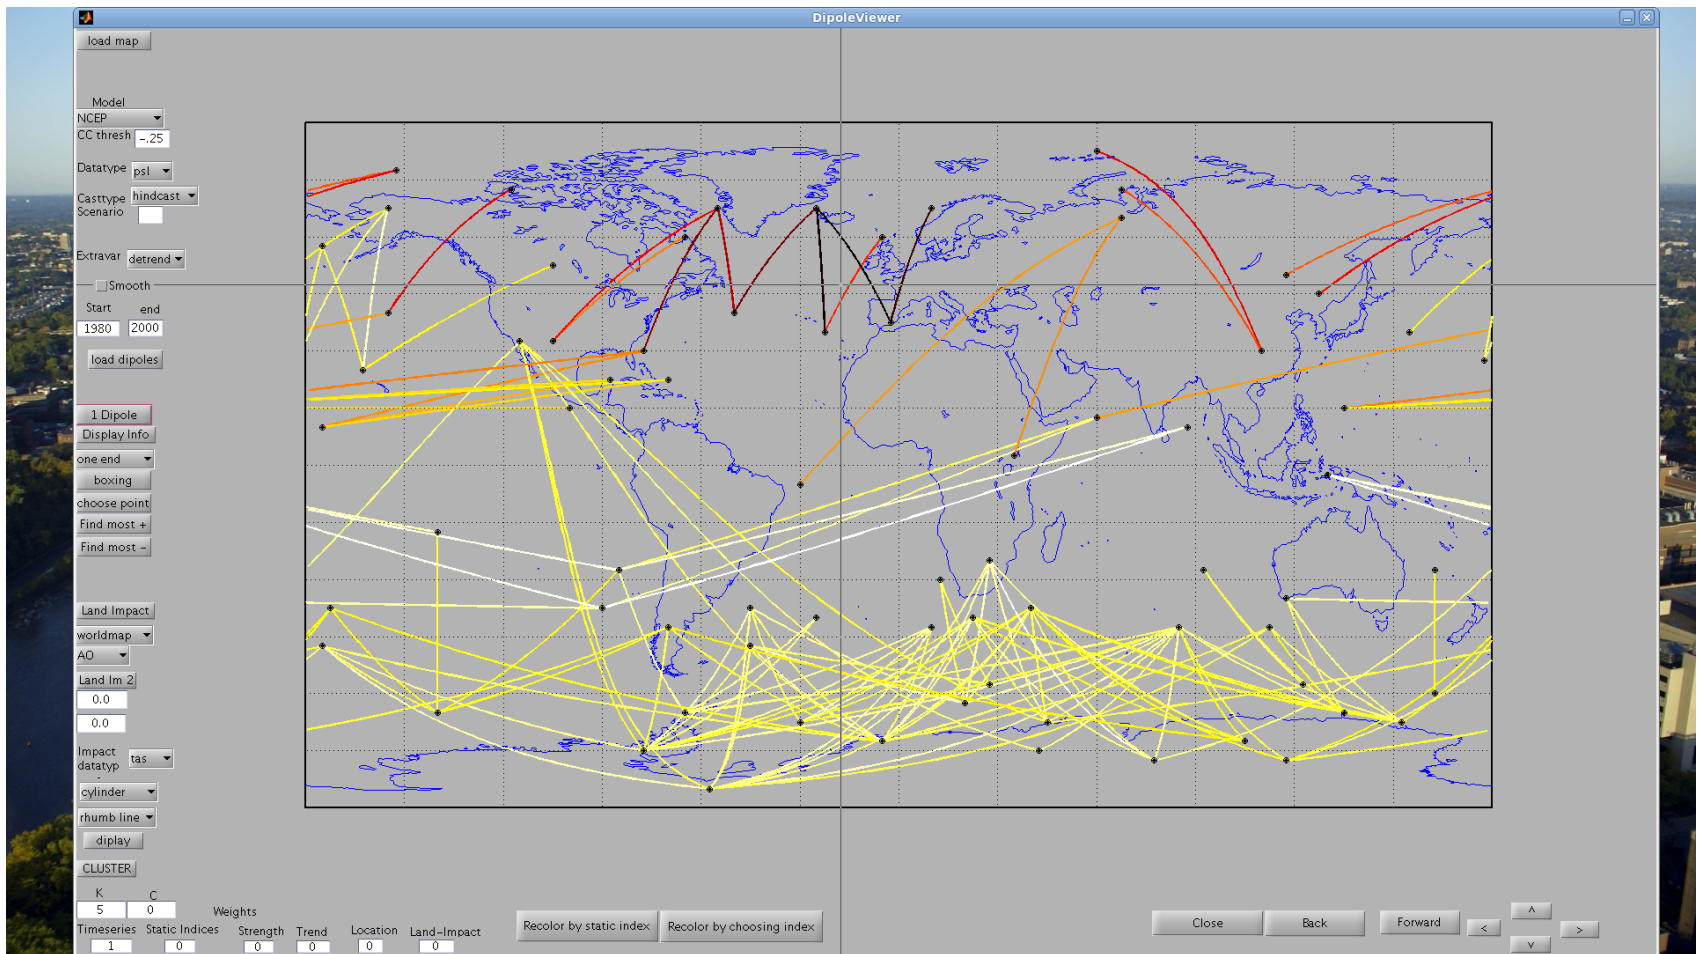 DipoleViewer
load map
Model
NCEP
CC thresh -.25
Datatype psl
Casttype hindcast
Scenario
Extravar detrend
Smooth
Start end
1980 2000
load dipoles
1 Dipole
Display Info
one end
boxing
choose point
Find most +
Find most -
Land Impact
worldmap
AO
Land Im 2
0.0
0.0
Impact
datatyp tas
cylinder
rhumb line
diplay
CLUSTER
K C
5 0
Weights
Timeseries Static Indices Strength Trend Location Land-Impact
1 0 0 0 0 0
Recolor by static index Recolor by choosing index
Close Back Forward < ^ v >